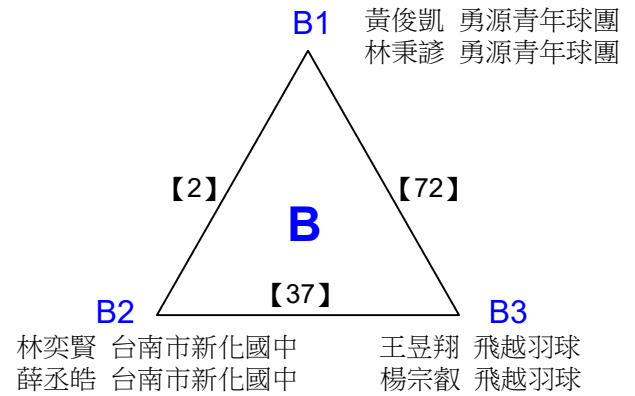 B1
黃俊凱 勇源青年球團
林秉諺 勇源青年球團
【2】
【72】
B
【37】
B2
B3
林奕賢 台南市新化國中
薛丞皓 台南市新化國中
王昱翔 飛越羽球
楊宗叡 飛越羽球